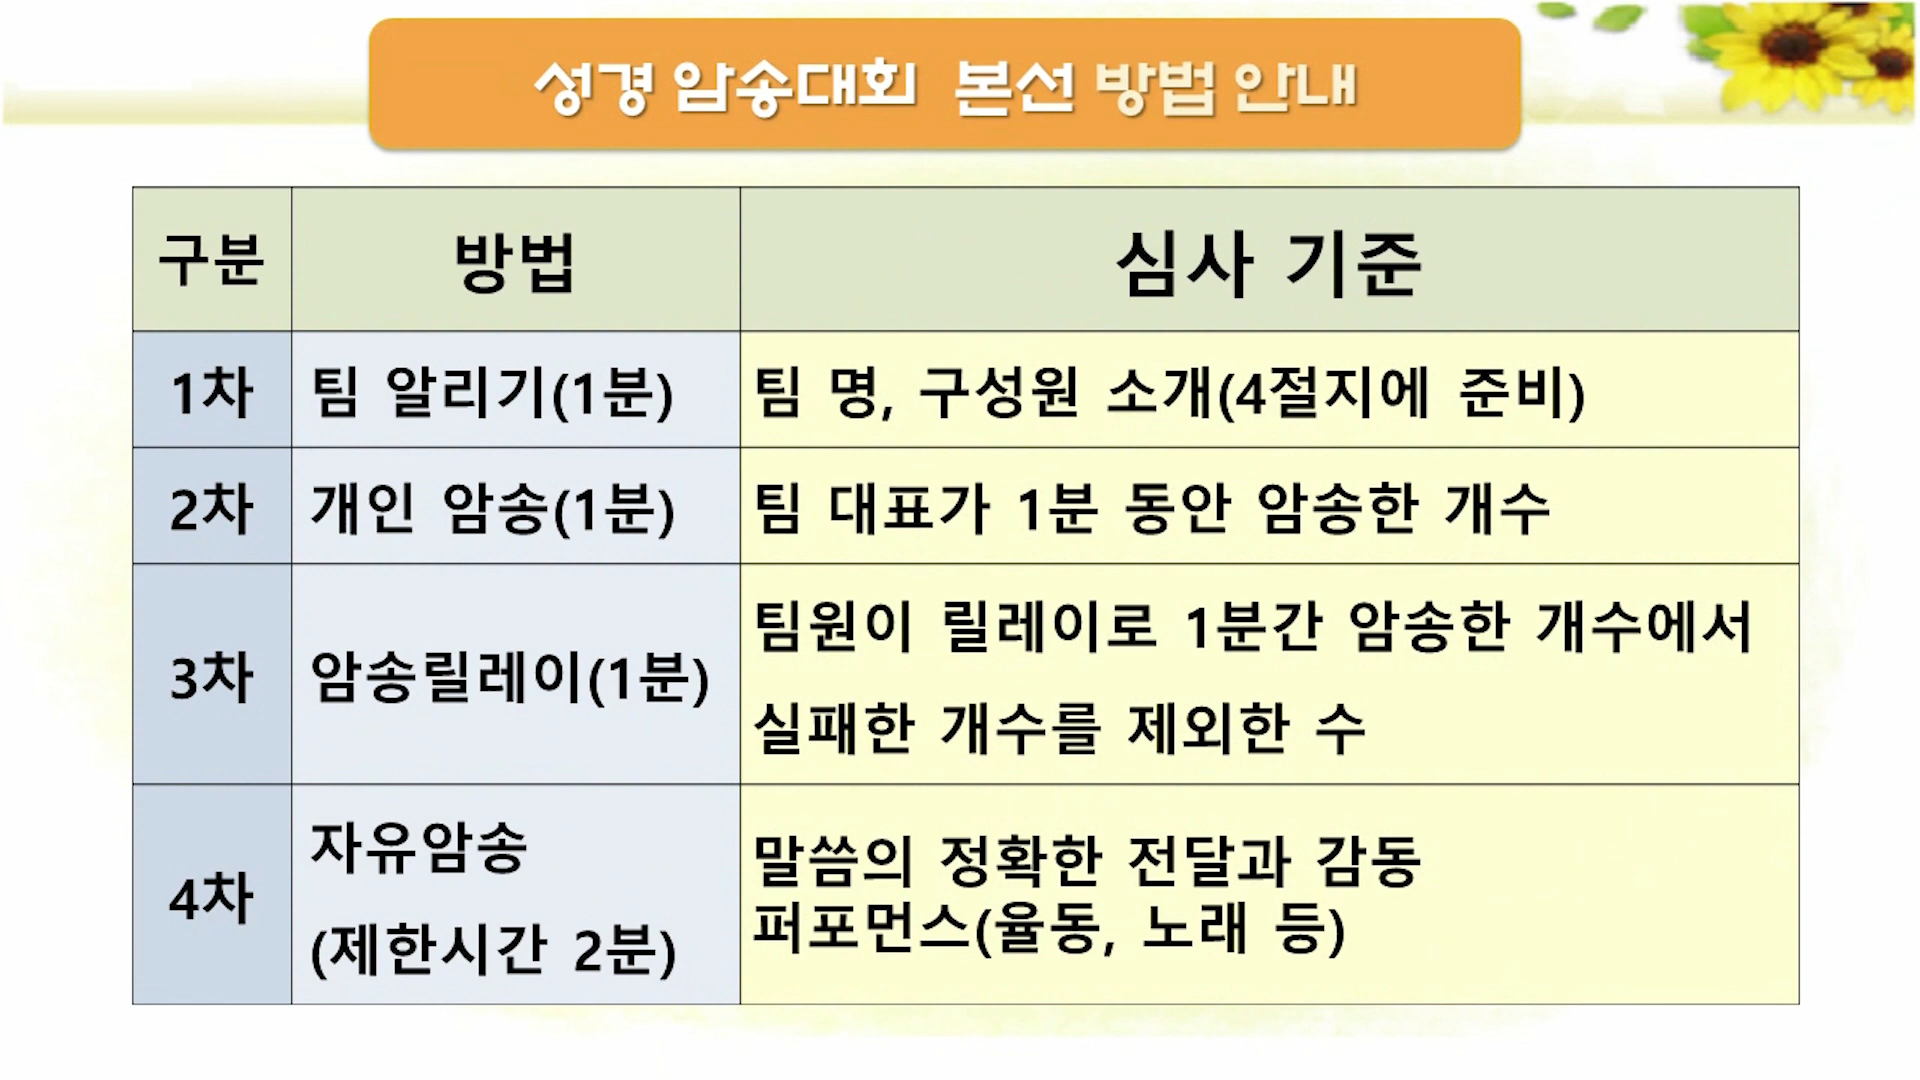 성경 암송대회 본선 방법 안내
구분 방법 심사 기준
1차 팀 알리기(1분) 팀 명, 구성원 소개(4절지에 준비)
2차 개인 암송(1분) 팀 대표가 1분 동안 암송한 개수
3차 암송릴레이(1분) 팀원이 릴레이로 1분간 암송한 개수에서
실패한 개수를 제외한 수
4차 자유암송
(제한시간 2분)
말씀의 정확한 전달과 감동
퍼포먼스(율동, 노래 등)